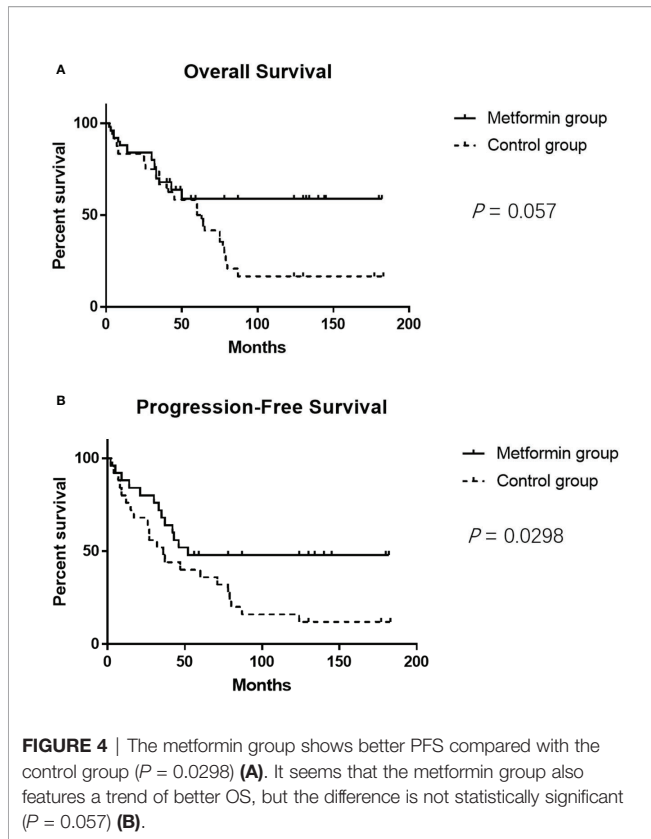 A
Overall Survival
Percent survival
100
50
0
0 50 100 150 200
Months
Metformin group
Control group
P = 0.057
B
Progression-Free Survival
Percent survival
100
50
0
0 50 100 150 200
Months
Metformin group
Control group
P = 0.0298
FIGURE 4 | The metformin group shows better PFS compared with the
control group (P = 0.0298) (A). It seems that the metformin group also
features a trend of better OS, but the difference is not statistically significant
(P = 0.057) (B).